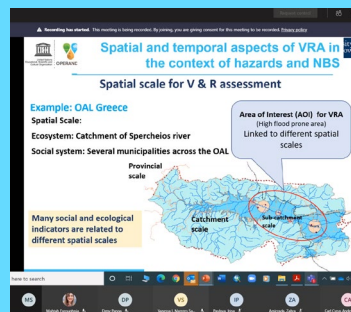 Recording has started. This meeting is being recorded. By joining, you are giving consent for this meeting to be recorded. Privacy policy
OPERANDUM
Spatial and temporal aspects of VRA in
the context of hazards and NBS
Spatial scale for V & R assessment
Example: OAL Greece
Spatial Scale:
Ecosystem: Catchment of Spercheios river
Social system: Several municipalities across the OAL
Area of Interest (AOI) for VRA
(High flood prone area)
Linked to different spatial
scales
Provincial
scale
Catchment
scale
Sub-catchment
scale
Many social and ecological
indicators are related to
different spatial scales
here to search
MS
DP
VS
IP
ZA
CA